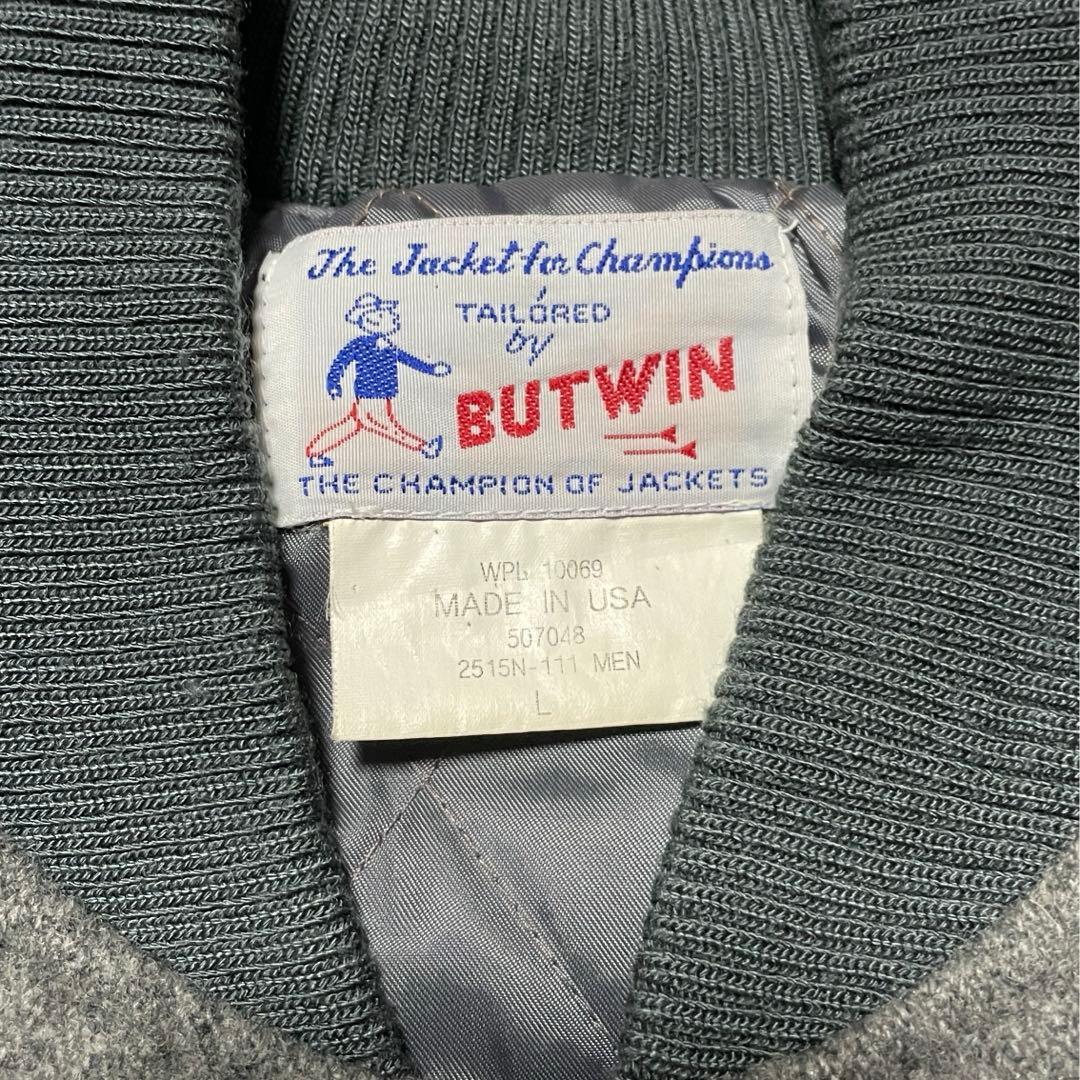 The Jacket for Champions
TAILORED
by
BUTWIN
THE CHAMPION OF JACKETS
WPL 10069
MADE IN USA
507048
2515N-111 MEN
L